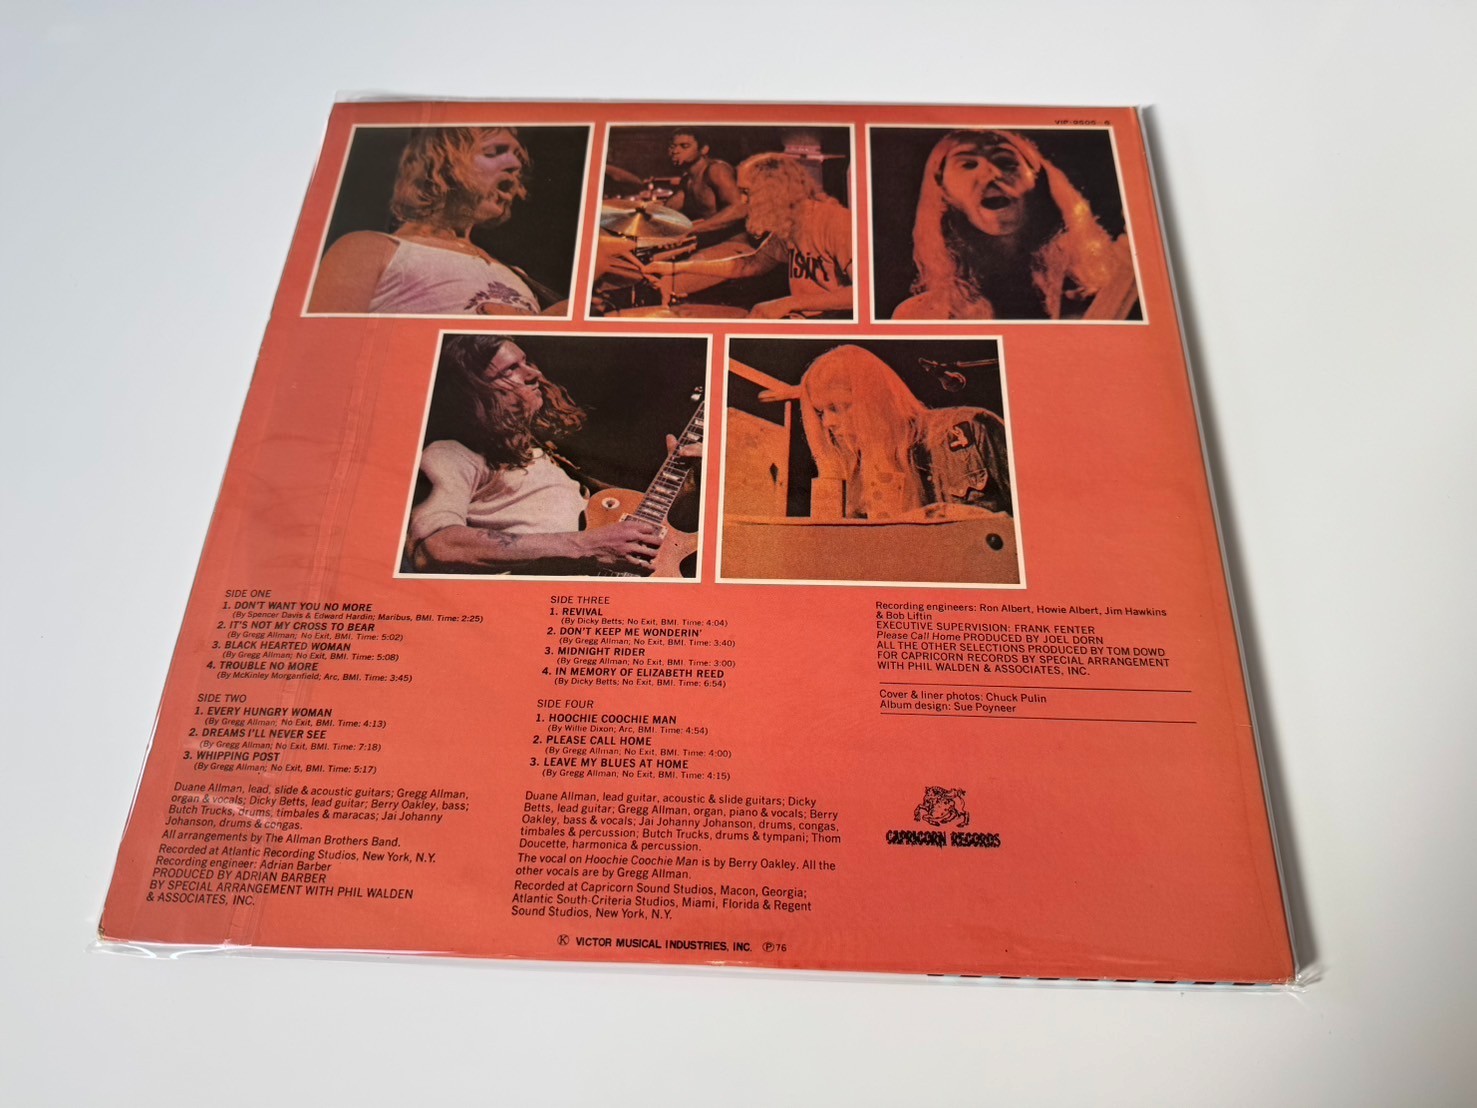 VIP-9505~6
SIDE ONE
1. DON'T WANT YOU NO MORE
(By Spencer Davis & Edward Hardin; Maribus, BMI. Time: 2:25)
2. IT'S NOT MY CROSS TO BEAR
(By Gregg Allman; No Exit, BMI. Time: 5:02)
3. BLACK HEARTED WOMAN
(By Gregg Allman; No Exit, BMI. Time: 5:08)
4. TROUBLE NO MORE
(By McKinley Morganfield; Arc, BMI. Time: 3:45)
SIDE TWO
1. EVERY HUNGRY WOMAN
(By Gregg Allman; No Exit, BMI. Time: 4:13)
2. DREAMS I'LL NEVER SEE
(By Gregg Allman; No Exit, BMI. Time: 7:18)
3. WHIPPING POST
(By Gregg Allman; No Exit, BMI. Time: 5:17)
Duane Allman, lead, slide & acoustic guitars; Gregg Allman,
organ & vocals; Dicky Betts, lead guitar; Berry Oakley, bass;
Butch Trucks, drums, timbales & maracas; Jai Johanny
Johanson, drums & congas.
All arrangements by The Allman Brothers Band.
Recorded at Atlantic Recording Studios, New York, N.Y.
Recording engineer: Adrian Barber
PRODUCED BY ADRIAN BARBER
BY SPECIAL ARRANGEMENT WITH PHIL WALDEN
& ASSOCIATES, INC.
SIDE THREE
1. REVIVAL
(By Dicky Betts; No Exit, BMI. Time: 4:04)
2. DON'T KEEP ME WONDERIN'
(By Gregg Allman; No Exit, BMI. Time: 3:40)
3. MIDNIGHT RIDER
(By Gregg Allman; No Exit, BMI. Time: 3:00)
4. IN MEMORY OF ELIZABETH REED
(By Dicky Betts; No Exit, BMI. Time: 6:54)
SIDE FOUR
1. HOOCHIE COOCHIE MAN
(By Willie Dixon; Arc, BMI. Time: 4:54)
2. PLEASE CALL HOME
(By Gregg Allman; No Exit, BMI. Time: 4:00)
3. LEAVE MY BLUES AT HOME
(By Gregg Allman; No Exit, BMI. Time: 4:15)
Duane Allman, lead guitar, acoustic & slide guitars; Dicky
Betts, lead guitar; Gregg Allman, organ, piano & vocals; Berry
Oakley, bass & vocals; Jai Johanny Johanson, drums, congas,
timbales & percussion; Butch Trucks, drums & tympani; Thom
Doucette, harmonica & percussion.
The vocal on Hoochie Coochie Man is by Berry Oakley. All the
other vocals are by Gregg Allman.
Recorded at Capricorn Sound Studios, Macon, Georgia;
Atlantic South-Criteria Studios, Miami, Florida & Regent
Sound Studios, New York, N.Y.
Recording engineers: Ron Albert, Howie Albert, Jim Hawkins
& Bob Liftin
EXECUTIVE SUPERVISION: FRANK FENTER
Please Call Home PRODUCED BY JOEL DORN
ALL THE OTHER SELECTIONS PRODUCED BY TOM DOWD
FOR CAPRICORN RECORDS BY SPECIAL ARRANGEMENT
WITH PHIL WALDEN & ASSOCIATES, INC.
Cover & liner photos: Chuck Pulin
Album design: Sue Poyneer
CAPRICORN RECORDS
Ⓚ VICTOR MUSICAL INDUSTRIES, INC. ℗76